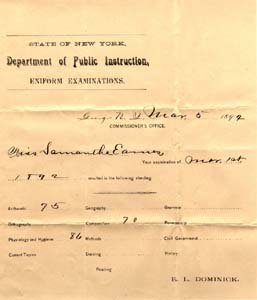 STATE OF NEW YORK,
Department of Public Instruction,
UNIFORM EXAMINATIONS.
N. Y. Mar. 5 1892
COMMISSIONER'S OFFICE.
Miss Samantha Eames
Your examination of Mar. 1st
1892 resulted in the following standing:
Arithmetic 75 Geography Grammar
Orthography Composition 70 Penmanship
Physiology and Hygiene 86 Methods Civil Government
Current Topics Drawing History
Reading
E. L. DOMINICK.